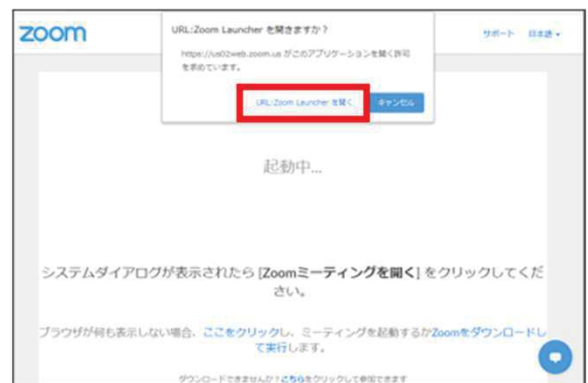 zoom
サポート 日本語
URL:Zoom Launcher を開きますか？
https://us02web.zoom.us がこのアプリケーションを開く許可
を求めています。
URL:Zoom Launcher を開く キャンセル
起動中...
システムダイアログが表示されたら [Zoomミーティングを開く] をクリックしてくだ
さい。
ブラウザが何も表示しない場合、ここをクリックし、ミーティングを起動するかZoomをダウンロードし
て実行します。
ダウンロードできませんか？こちらをクリックして参加できます